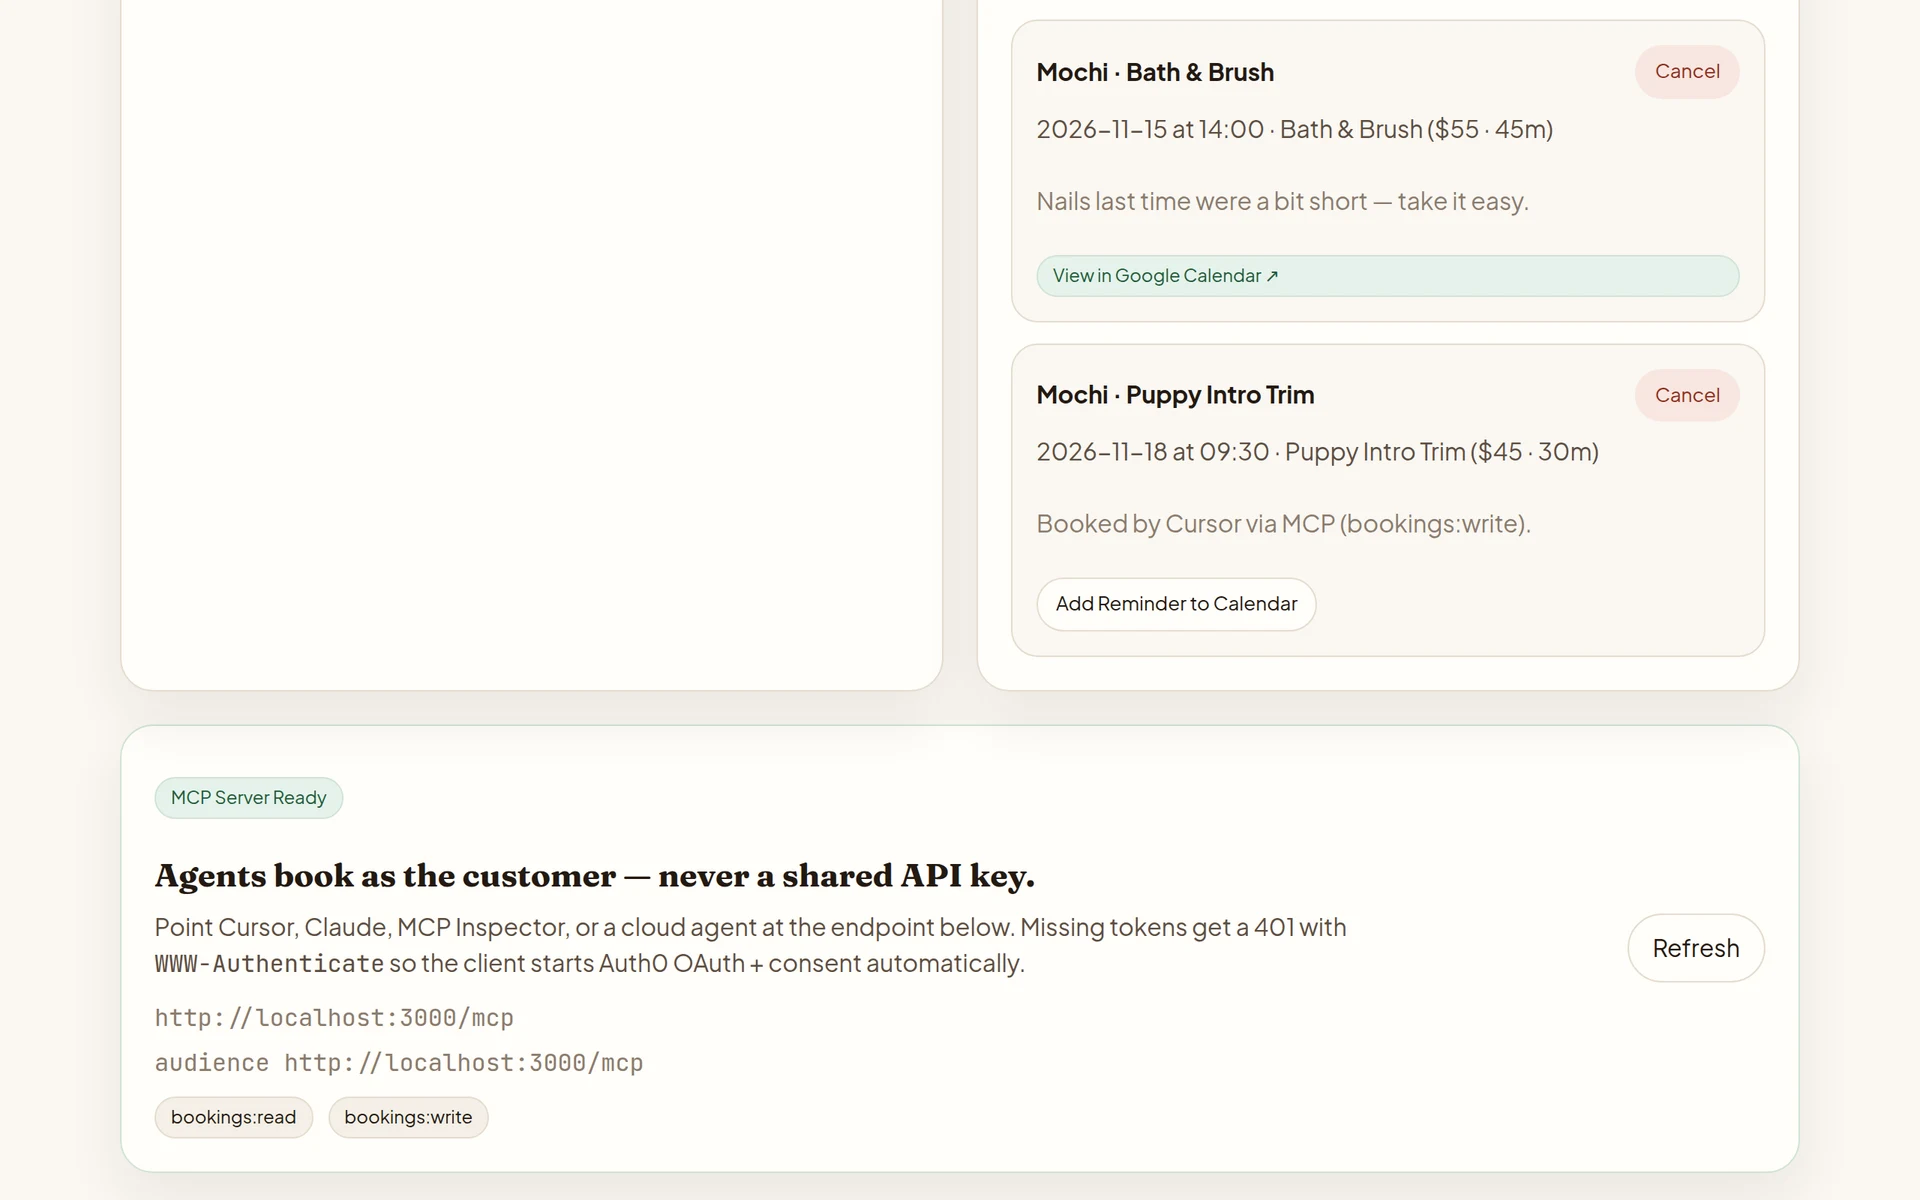 Mochi · Bath & Brush
Cancel
2026-11-15 at 14:00 · Bath & Brush ($55 · 45m)
Nails last time were a bit short — take it easy.
View in Google Calendar ↗
Mochi · Puppy Intro Trim
Cancel
2026-11-18 at 09:30 · Puppy Intro Trim ($45 · 30m)
Booked by Cursor via MCP (bookings:write).
Add Reminder to Calendar
MCP Server Ready
Agents book as the customer — never a shared API key.
Point Cursor, Claude, MCP Inspector, or a cloud agent at the endpoint below. Missing tokens get a 401 with
WWW-Authenticate so the client starts Auth0 OAuth + consent automatically.
Refresh
http://localhost:3000/mcp
audience http://localhost:3000/mcp
bookings:read
bookings:write